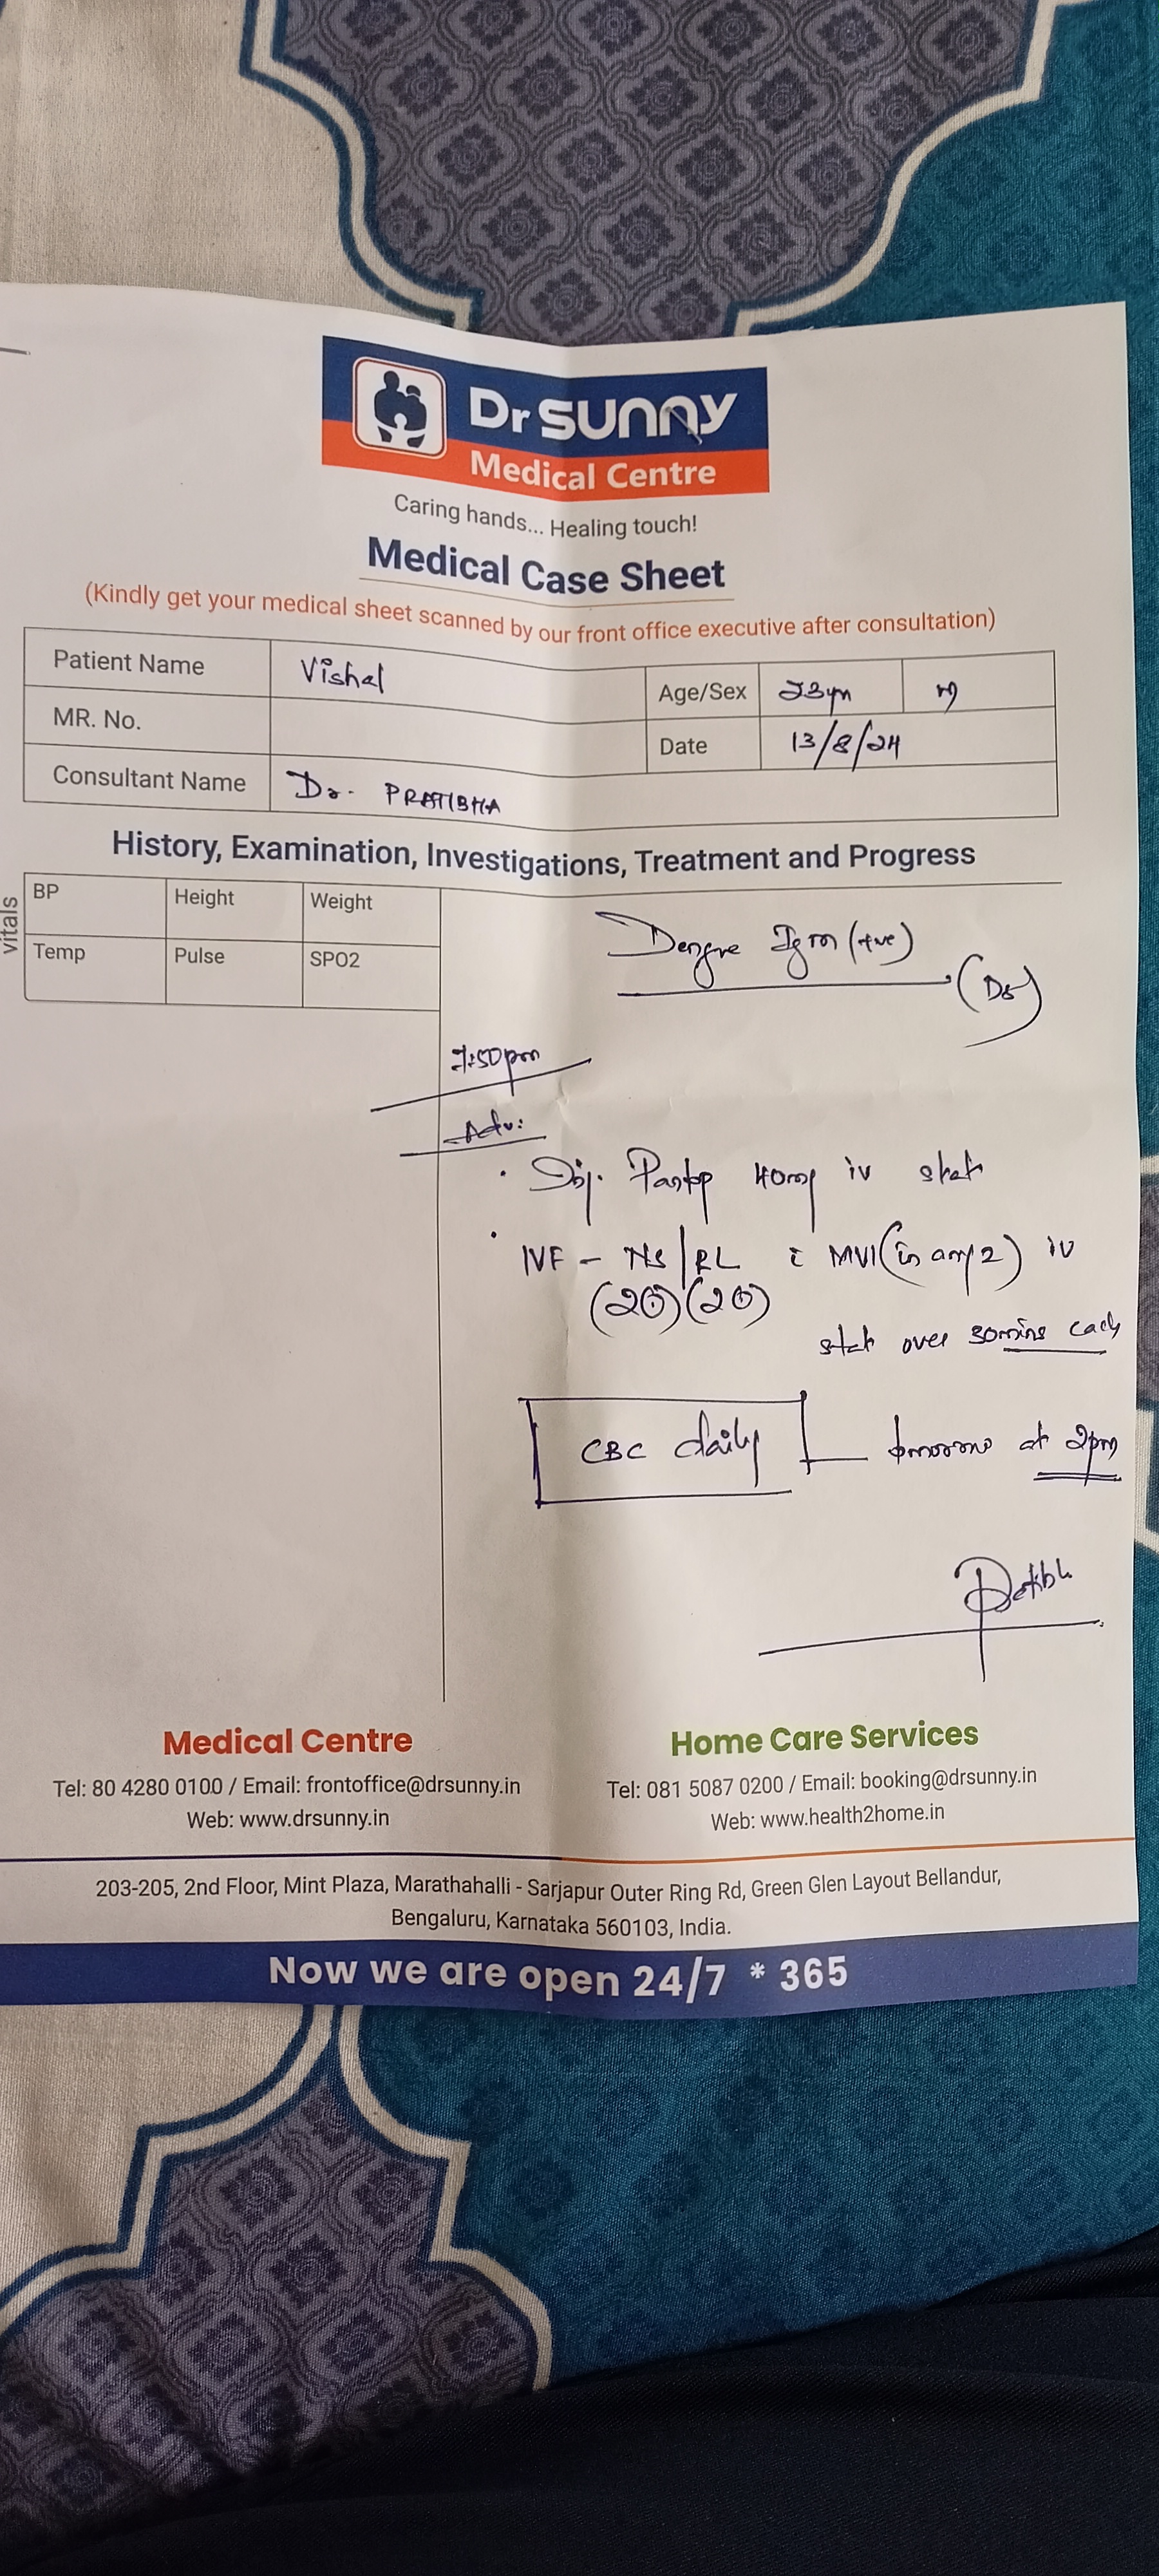 Dr SUNNY
Medical Centre
Caring hands... Healing touch!
Medical Case Sheet
(Kindly get your medical sheet scanned by our front office executive after consultation)
Patient Name Vishal Age/Sex 23yrs M
MR. No. Date 13/8/24
Consultant Name Dr. PRATIBHA
History, Examination, Investigations, Treatment and Progress
vitals
BP Height Weight
Temp Pulse SPO2
Dengue IgM (+ve)
(D5)
7:50pm
Adv:
• Inj. Pantop 40mg iv stat
• IVF - NS/RL c MVI (in any 2) iv
stat over 30mins each
CBC daily tomorrow at 2pm
Medical Centre
Tel: 80 4280 0100 / Email: frontoffice@drsunny.in
Web: www.drsunny.in
Home Care Services
Tel: 081 5087 0200 / Email: booking@drsunny.in
Web: www.health2home.in
203-205, 2nd Floor, Mint Plaza, Marathahalli - Sarjapur Outer Ring Rd, Green Glen Layout Bellandur,
Bengaluru, Karnataka 560103, India.
Now we are open 24/7 * 365